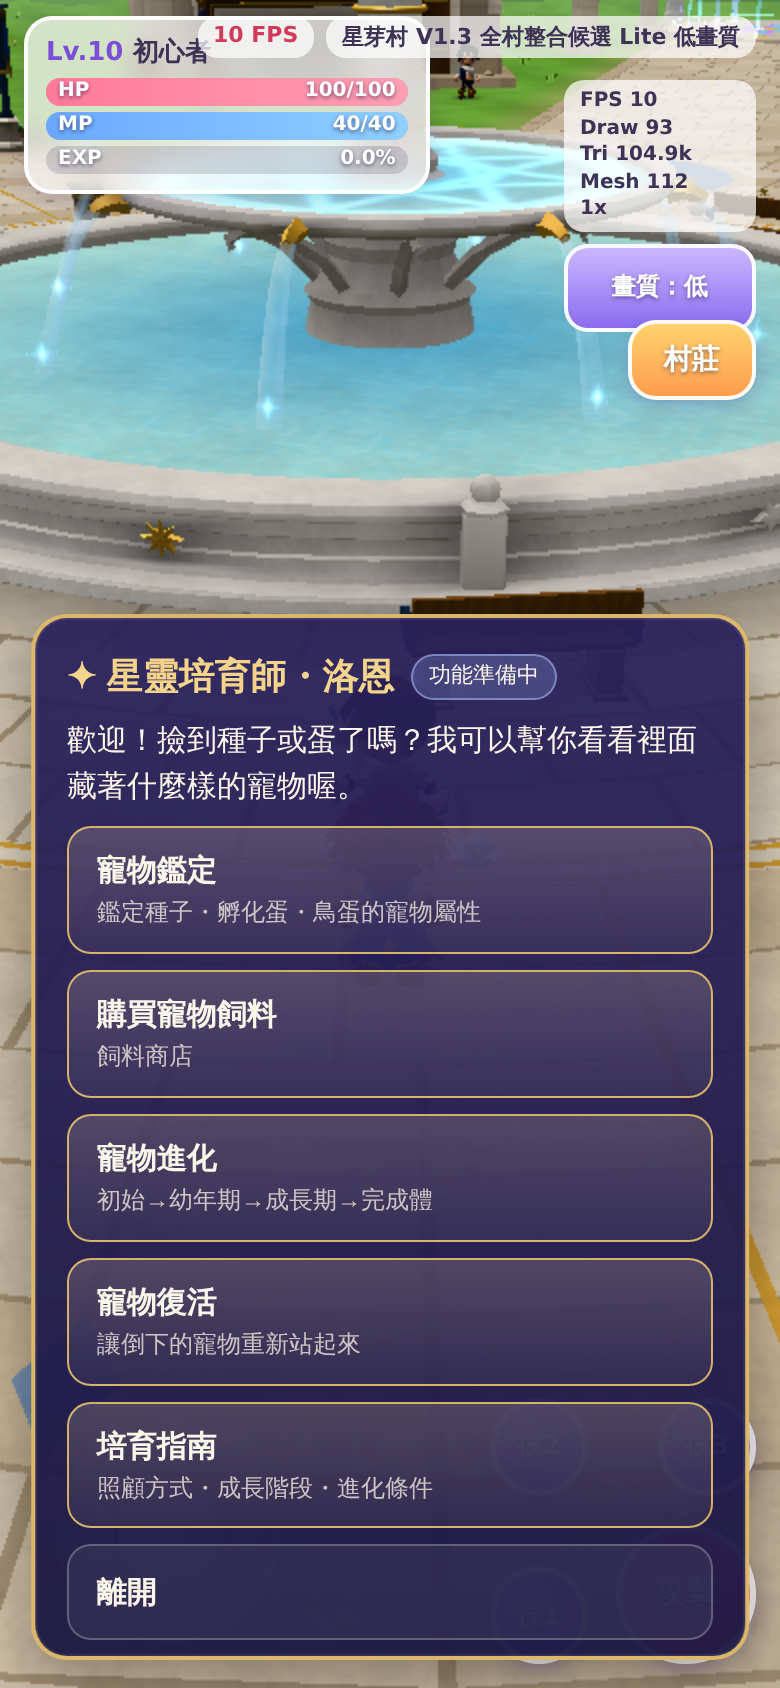 Lv.10 初心者
10 FPS
星芽村 V1.3 全村整合候選 Lite 低畫質
HP 100/100
MP 40/40
EXP 0.0%
FPS 10
Draw 93
Tri 104.9k
Mesh 112
1x
畫質：低
村莊
✦ 星靈培育師・洛恩
功能準備中
歡迎！撿到種子或蛋了嗎？我可以幫你看看裡面
藏著什麼樣的寵物喔。
寵物鑑定
鑑定種子・孵化蛋・鳥蛋的寵物屬性
購買寵物飼料
飼料商店
寵物進化
初始→幼年期→成長期→完成體
寵物復活
讓倒下的寵物重新站起來
培育指南
照顧方式・成長階段・進化條件
技2
技3
離開
技1
攻擊